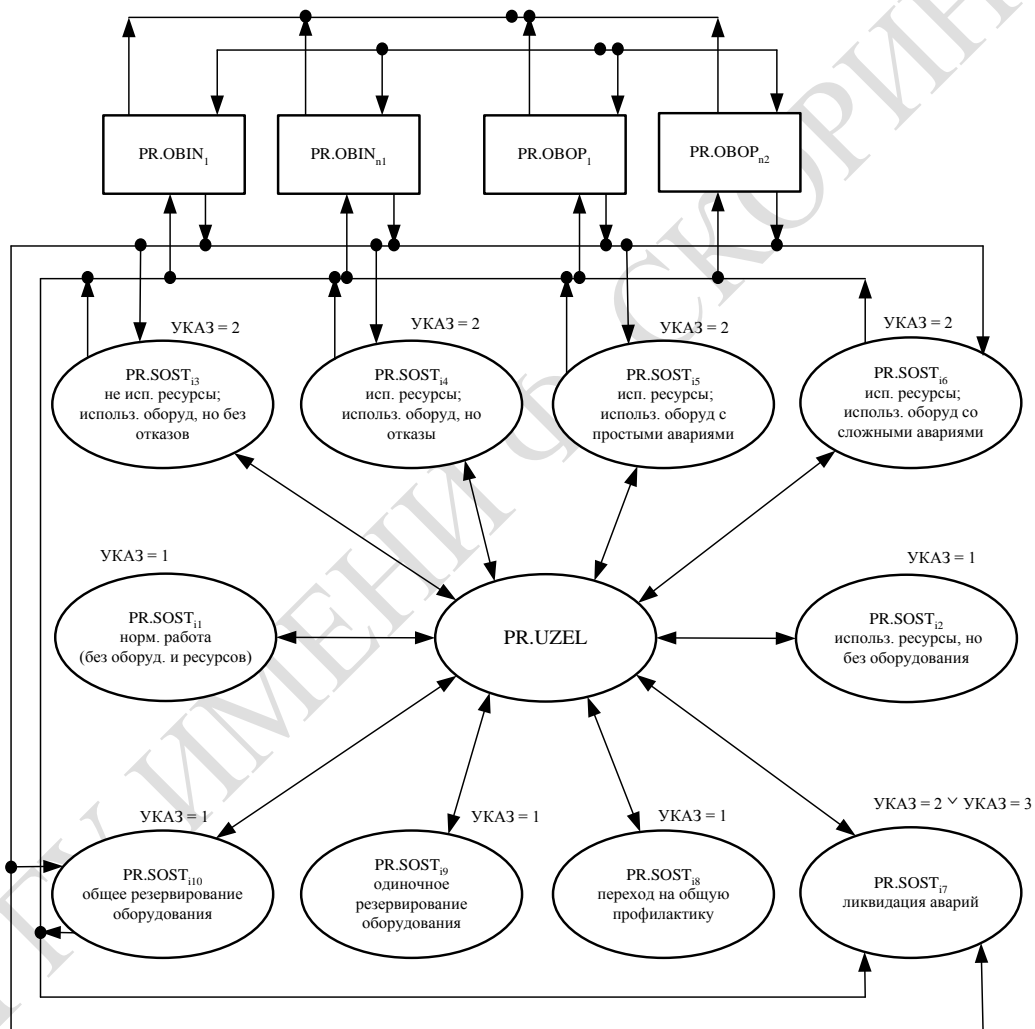 PR.OBIN1
PR.OBINn1
PR.OBOP1
PR.OBOPn2
УКАЗ = 2
УКАЗ = 2
УКАЗ = 2
УКАЗ = 2
PR.SOSTi3
не исп. ресурсы;
использ. оборуд, но без
отказов
PR.SOSTi4
исп. ресурсы;
использ. оборуд, но
отказы
PR.SOSTi5
исп. ресурсы;
использ. оборуд с
простыми авариями
PR.SOSTi6
исп. ресурсы;
использ. оборуд со
сложными авариями
УКАЗ = 1
УКАЗ = 1
PR.SOSTi1
норм. работа
(без оборуд. и ресурсов)
PR.UZEL
PR.SOSTi2
использ. ресурсы, но
без оборудования
УКАЗ = 1
УКАЗ = 1
УКАЗ = 1
УКАЗ = 2 ˅ УКАЗ = 3
PR.SOSTi10
общее резервирование
оборудования
PR.SOSTi9
одиночное
резервирование
оборудования
PR.SOSTi8
переход на общую
профилактику
PR.SOSTi7
ликвидация аварий
ГУ ИМЕНИ Ф. СКОРИН